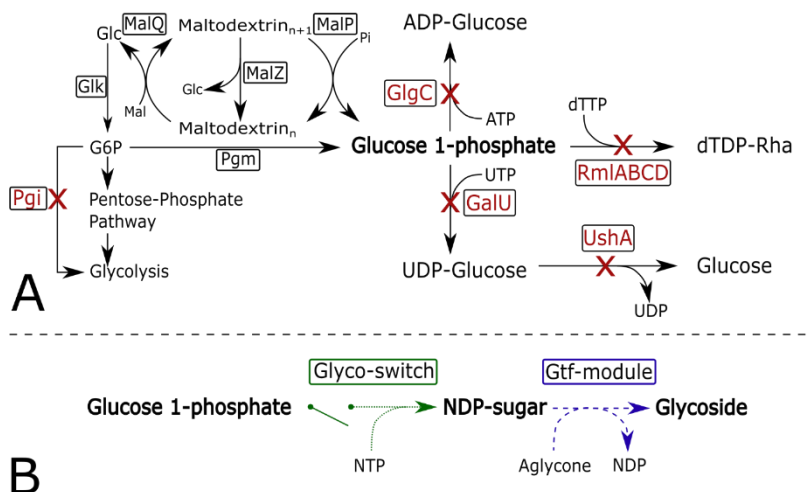 ADP-Glucose
Glc MalQ Maltodextrinn+1 MalP Pi
Glk Glc MalZ GlgC
Mal ATP dTTP
Maltodextrinn
G6P Pgm Glucose 1-phosphate dTDP-Rha
UTP RmlABCD
Pgi Pentose-Phosphate GalU
Pathway UshA
Glycolysis UDP-Glucose Glucose
A UDP
Glyco-switch Gtf-module
Glucose 1-phosphate NDP-sugar Glycoside
B NTP Aglycone NDP